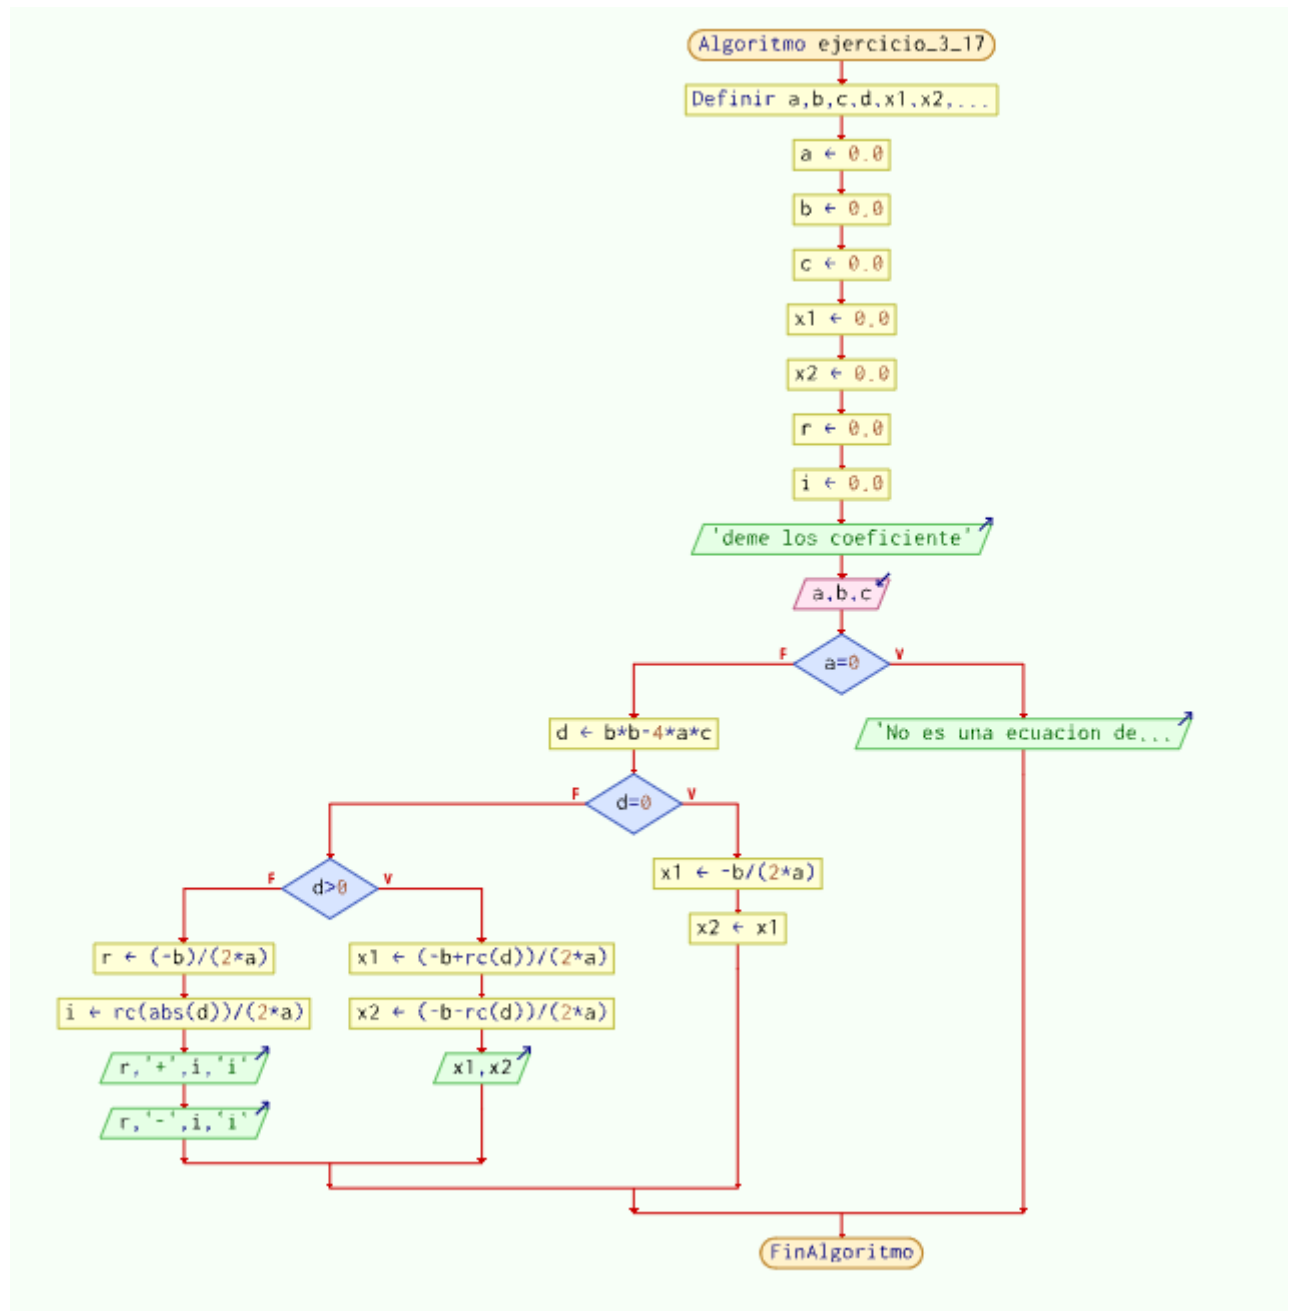 Algoritmo ejercicio_3_17
Definir a,b,c,d,x1,x2,...
a ← 0.0
b ← 0.0
c ← 0.0
x1 ← 0.0
x2 ← 0.0
r ← 0.0
i ← 0.0
'deme los coeficiente'
a,b,c
F
a=0
V
d ← b*b-4*a*c
'No es una ecuacion de...
F
d=0
V
x1 ← -b/(2*a)
x2 ← x1
F
d>0
V
r ← (-b)/(2*a)
x1 ← (-b+rc(d))/(2*a)
i ← rc(abs(d))/(2*a)
x2 ← (-b-rc(d))/(2*a)
r,'+',i,'i'
x1,x2
r,'-',i,'i'
FinAlgoritmo